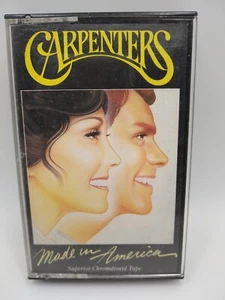 CARPENTERS
Made in America
Superior Chromdioxid Tape